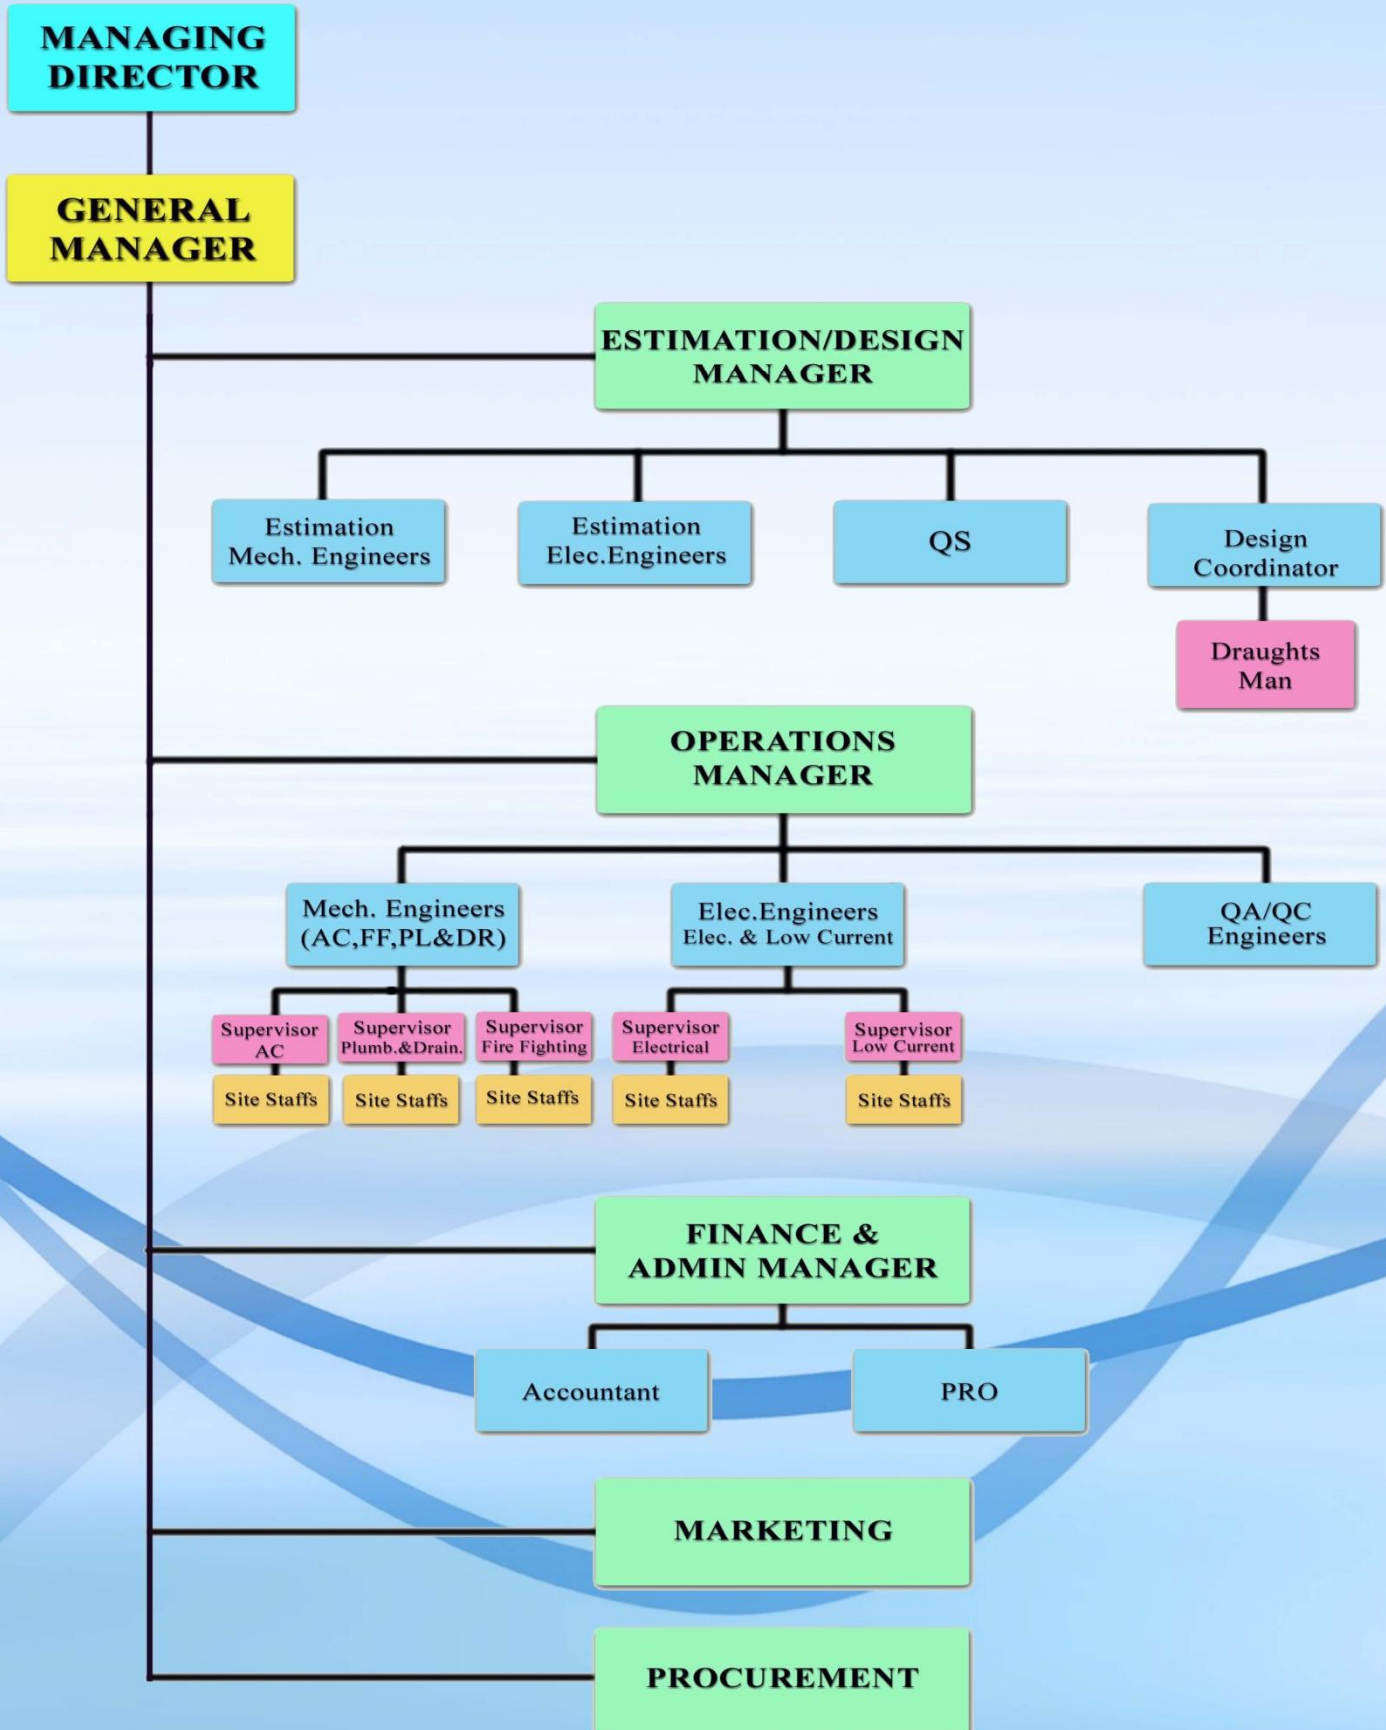 MANAGING
DIRECTOR
GENERAL
MANAGER
ESTIMATION/DESIGN
MANAGER
Estimation
Mech. Engineers
Estimation
Elec.Engineers
QS
Design
Coordinator
Draughts
Man
OPERATIONS
MANAGER
Mech. Engineers
(AC,FF,PL&DR)
Elec.Engineers
Elec. & Low Current
QA/QC
Engineers
Supervisor
AC
Supervisor
Plumb.&Drain.
Supervisor
Fire Fighting
Supervisor
Electrical
Supervisor
Low Current
Site Staffs
Site Staffs
Site Staffs
Site Staffs
Site Staffs
FINANCE &
ADMIN MANAGER
Accountant
PRO
MARKETING
PROCUREMENT